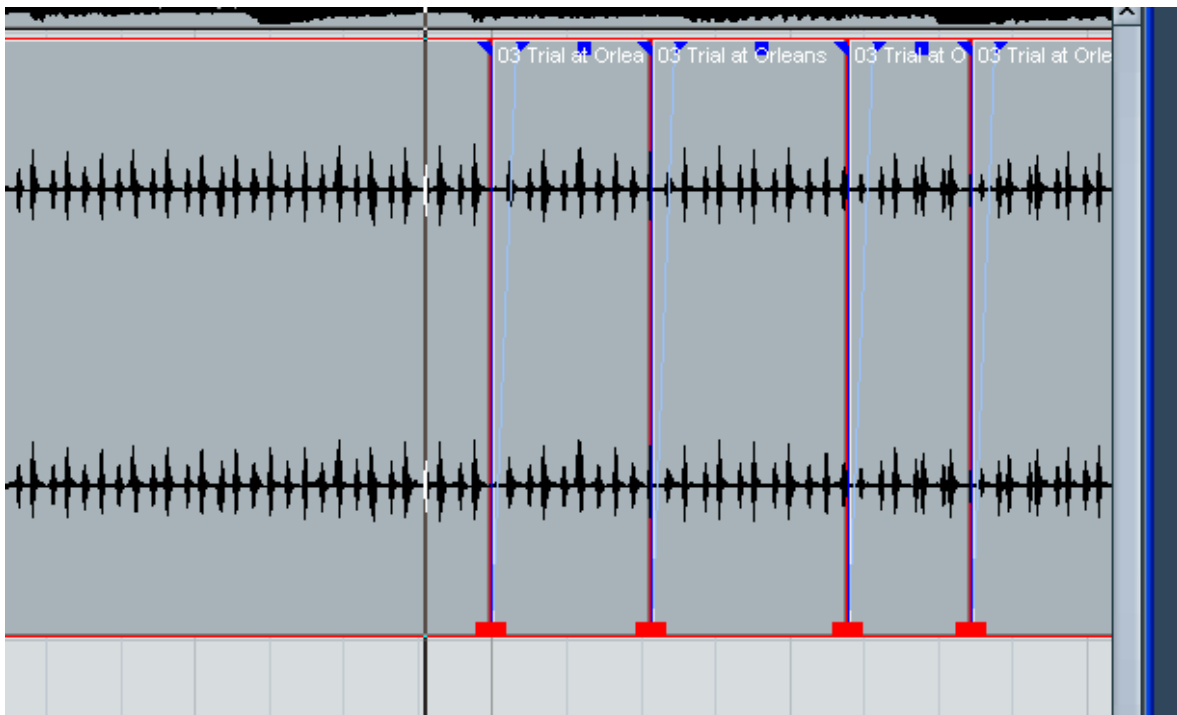 03 Trial at Orlea
03 Trial at Orleans
03 Trial at O
03 Trial at Orle